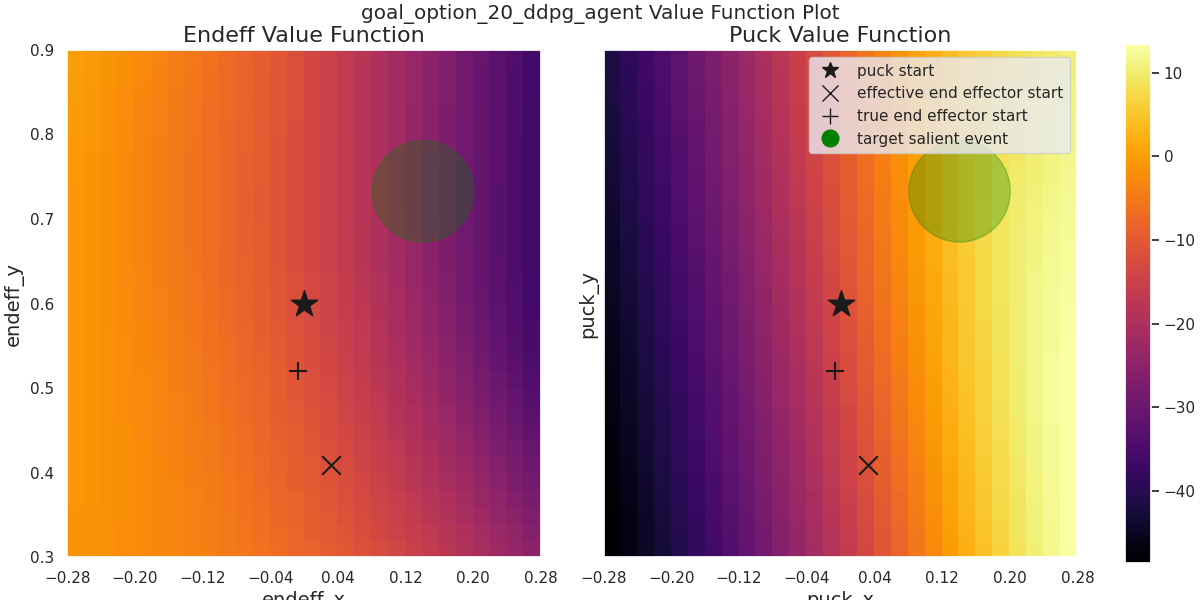 goal_option_20_ddpg_agent Value Function Plot
Endeff Value Function
Puck Value Function
0.9
0.8
0.7
0.6
0.5
0.4
0.3
endeff_y
−0.28 −0.20 −0.12 −0.04 0.04 0.12 0.20 0.28
endeff_x
puck_y
puck start
effective end effector start
true end effector start
target salient event
−0.28 −0.20 −0.12 −0.04 0.04 0.12 0.20 0.28
puck_x
10
0
−10
−20
−30
−40